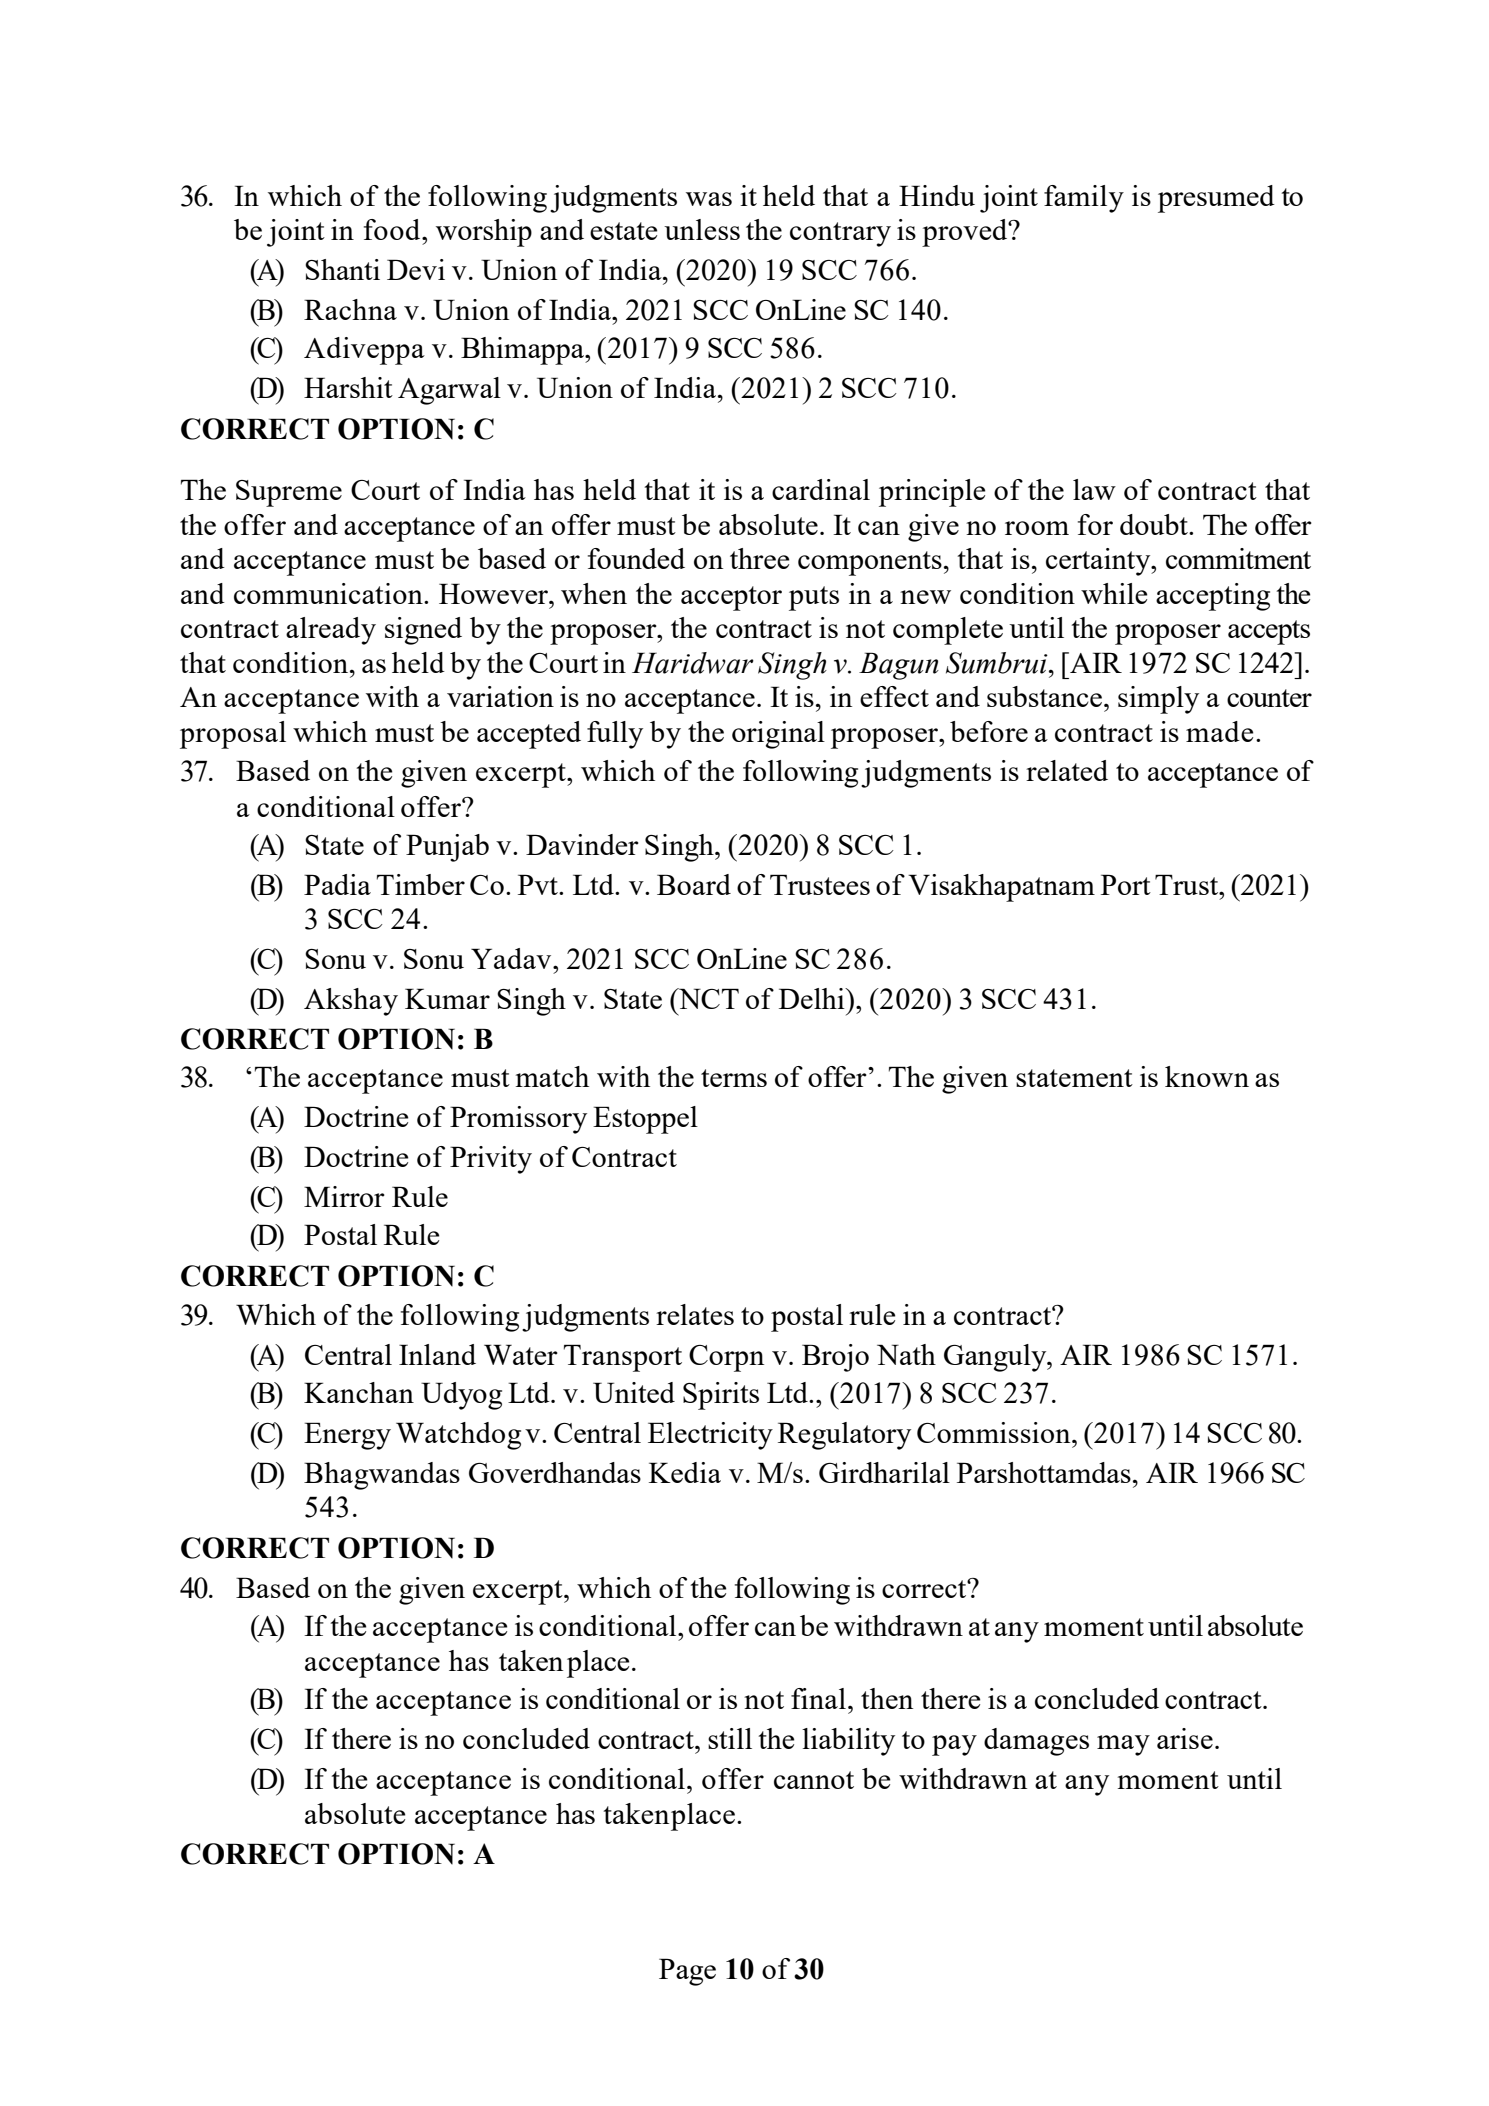 36. In which of the following judgments was it held that a Hindu joint family is presumed to
be joint in food, worship and estate unless the contrary is proved?
(A) Shanti Devi v. Union of India, (2020) 19 SCC 766.
(B) Rachna v. Union of India, 2021 SCC OnLine SC 140.
(C) Adiveppa v. Bhimappa, (2017) 9 SCC 586.
(D) Harshit Agarwal v. Union of India, (2021) 2 SCC 710.
CORRECT OPTION: C
The Supreme Court of India has held that it is a cardinal principle of the law of contract that
the offer and acceptance of an offer must be absolute. It can give no room for doubt. The offer
and acceptance must be based or founded on three components, that is, certainty, commitment
and communication. However, when the acceptor puts in a new condition while accepting the
contract already signed by the proposer, the contract is not complete until the proposer accepts
that condition, as held by the Court in Haridwar Singh v. Bagun Sumbrui, [AIR 1972 SC 1242].
An acceptance with a variation is no acceptance. It is, in effect and substance, simply a counter
proposal which must be accepted fully by the original proposer, before a contract is made.
37. Based on the given excerpt, which of the following judgments is related to acceptance of
a conditional offer?
(A) State of Punjab v. Davinder Singh, (2020) 8 SCC 1.
(B) Padia Timber Co. Pvt. Ltd. v. Board of Trustees of Visakhapatnam Port Trust, (2021)
3 SCC 24.
(C) Sonu v. Sonu Yadav, 2021 SCC OnLine SC 286.
(D) Akshay Kumar Singh v. State (NCT of Delhi), (2020) 3 SCC 431.
CORRECT OPTION: B
38. ‘The acceptance must match with the terms of offer’. The given statement is known as
(A) Doctrine of Promissory Estoppel
(B) Doctrine of Privity of Contract
(C) Mirror Rule
(D) Postal Rule
CORRECT OPTION: C
39. Which of the following judgments relates to postal rule in a contract?
(A) Central Inland Water Transport Corpn v. Brojo Nath Ganguly, AIR 1986 SC 1571.
(B) Kanchan Udyog Ltd. v. United Spirits Ltd., (2017) 8 SCC 237.
(C) Energy Watchdog v. Central Electricity Regulatory Commission, (2017) 14 SCC 80.
(D) Bhagwandas Goverdhandas Kedia v. M/s. Girdharilal Parshottamdas, AIR 1966 SC
543.
CORRECT OPTION: D
40. Based on the given excerpt, which of the following is correct?
(A) If the acceptance is conditional, offer can be withdrawn at any moment until absolute
acceptance has taken place.
(B) If the acceptance is conditional or is not final, then there is a concluded contract.
(C) If there is no concluded contract, still the liability to pay damages may arise.
(D) If the acceptance is conditional, offer cannot be withdrawn at any moment until
absolute acceptance has takenplace.
CORRECT OPTION: A
Page 10 of 30